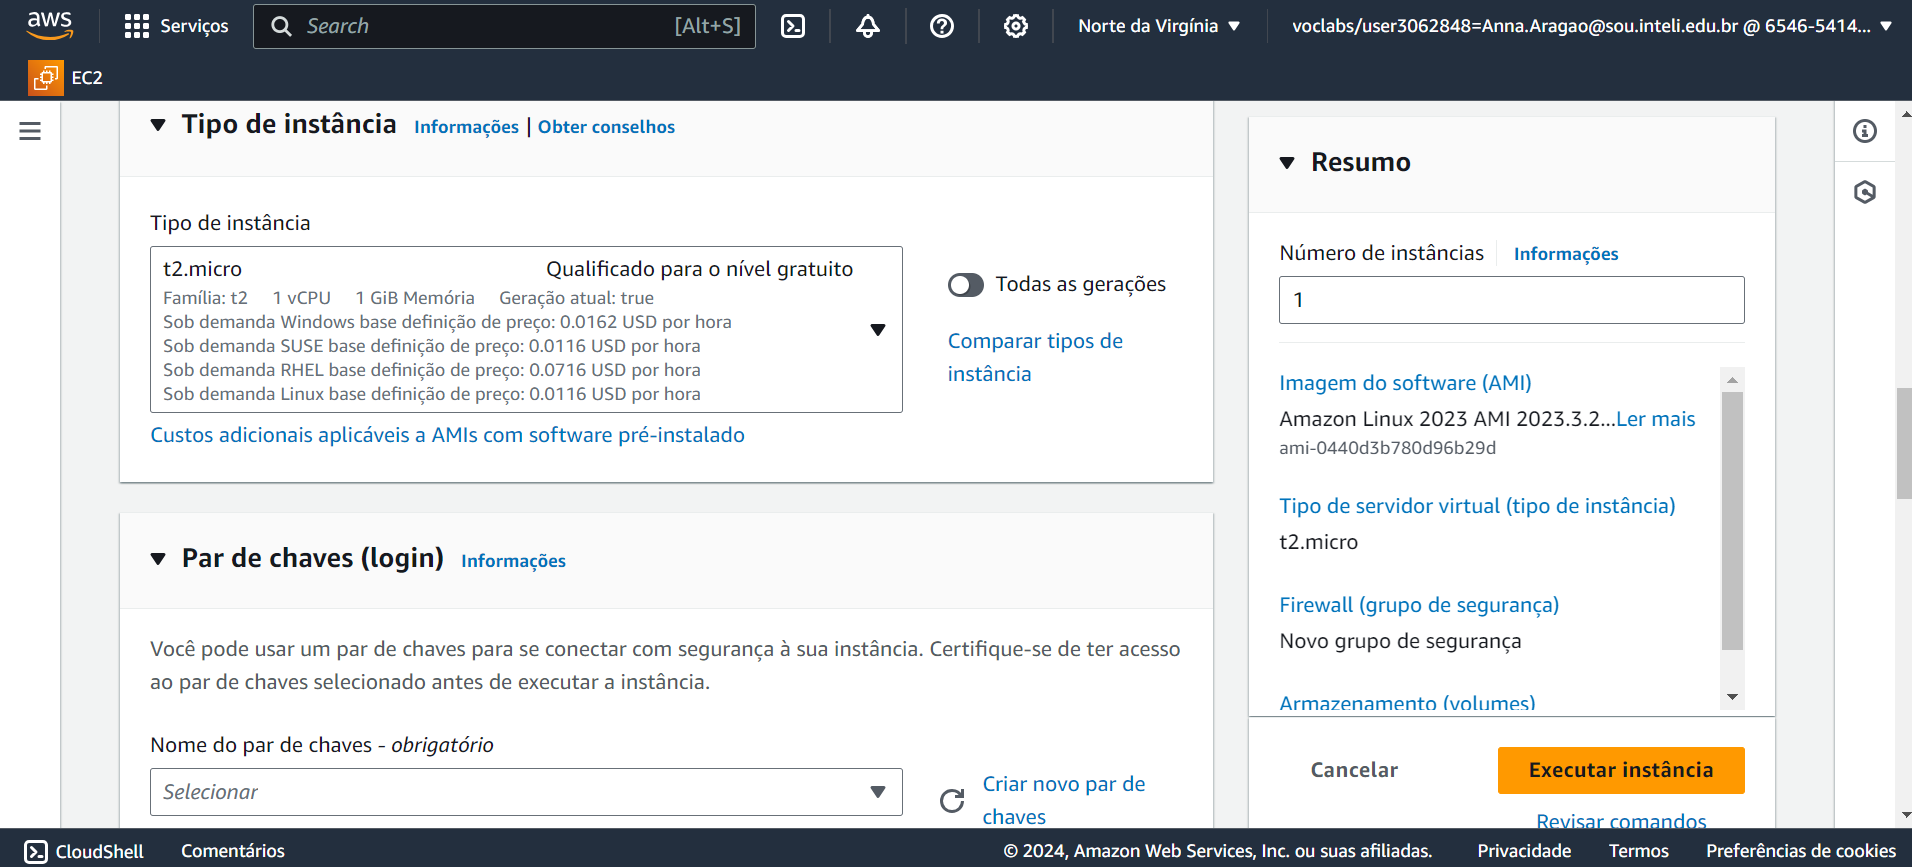 aws
Serviços
Search
[Alt+S]
Norte da Virgínia
voclabs/user3062848=Anna.Aragao@sou.inteli.edu.br @ 6546-5414...
EC2
Tipo de instância Informações | Obter conselhos
Tipo de instância
t2.micro Qualificado para o nível gratuito
Família: t2 1 vCPU 1 GiB Memória Geração atual: true
Sob demanda Windows base definição de preço: 0.0162 USD por hora
Sob demanda SUSE base definição de preço: 0.0116 USD por hora
Sob demanda RHEL base definição de preço: 0.0716 USD por hora
Sob demanda Linux base definição de preço: 0.0116 USD por hora
Todas as gerações
Comparar tipos de
instância
Custos adicionais aplicáveis a AMIs com software pré-instalado
Par de chaves (login) Informações
Você pode usar um par de chaves para se conectar com segurança à sua instância. Certifique-se de ter acesso
ao par de chaves selecionado antes de executar a instância.
Nome do par de chaves - obrigatório
Selecionar
Criar novo par de
chaves
Resumo
Número de instâncias Informações
1
Imagem do software (AMI)
Amazon Linux 2023 AMI 2023.3.2...Ler mais
ami-0440d3b780d96b29d
Tipo de servidor virtual (tipo de instância)
t2.micro
Firewall (grupo de segurança)
Novo grupo de segurança
Armazenamento (volumes)
Cancelar
Executar instância
Revisar comandos
CloudShell
Comentários
© 2024, Amazon Web Services, Inc. ou suas afiliadas.
Privacidade
Termos
Preferências de cookies